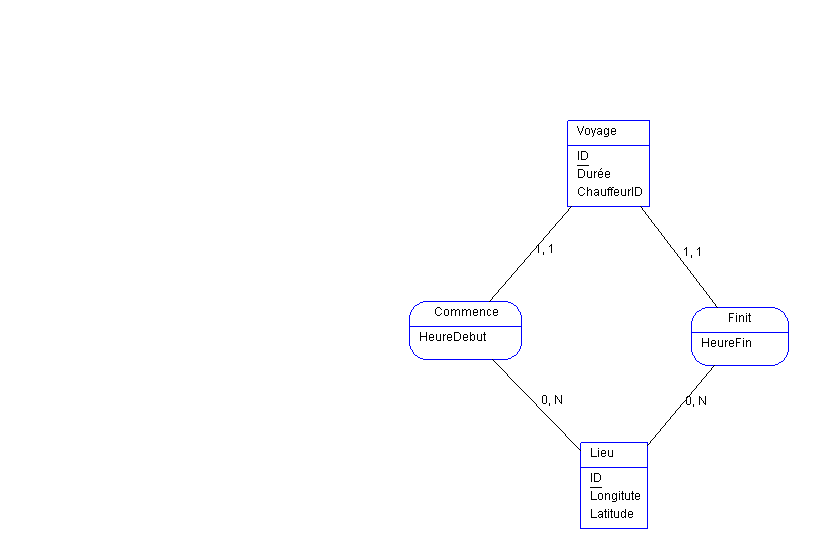 Voyage
ID
Durée
ChauffeurID
1, 1
1, 1
Commence
HeureDebut
Finit
HeureFin
0, N
0, N
Lieu
ID
Longitute
Latitude